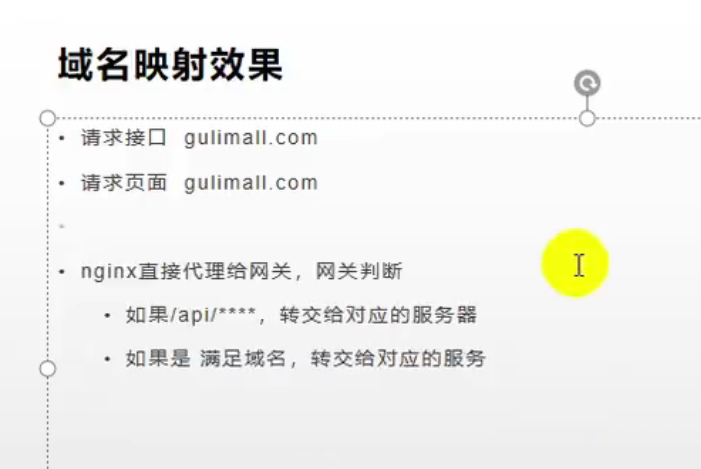 域名映射效果
• 请求接口 gulimall.com
• 请求页面 gulimall.com
•
• nginx直接代理给网关，网关判断
• 如果/api/****，转交给对应的服务器
• 如果是 满足域名，转交给对应的服务